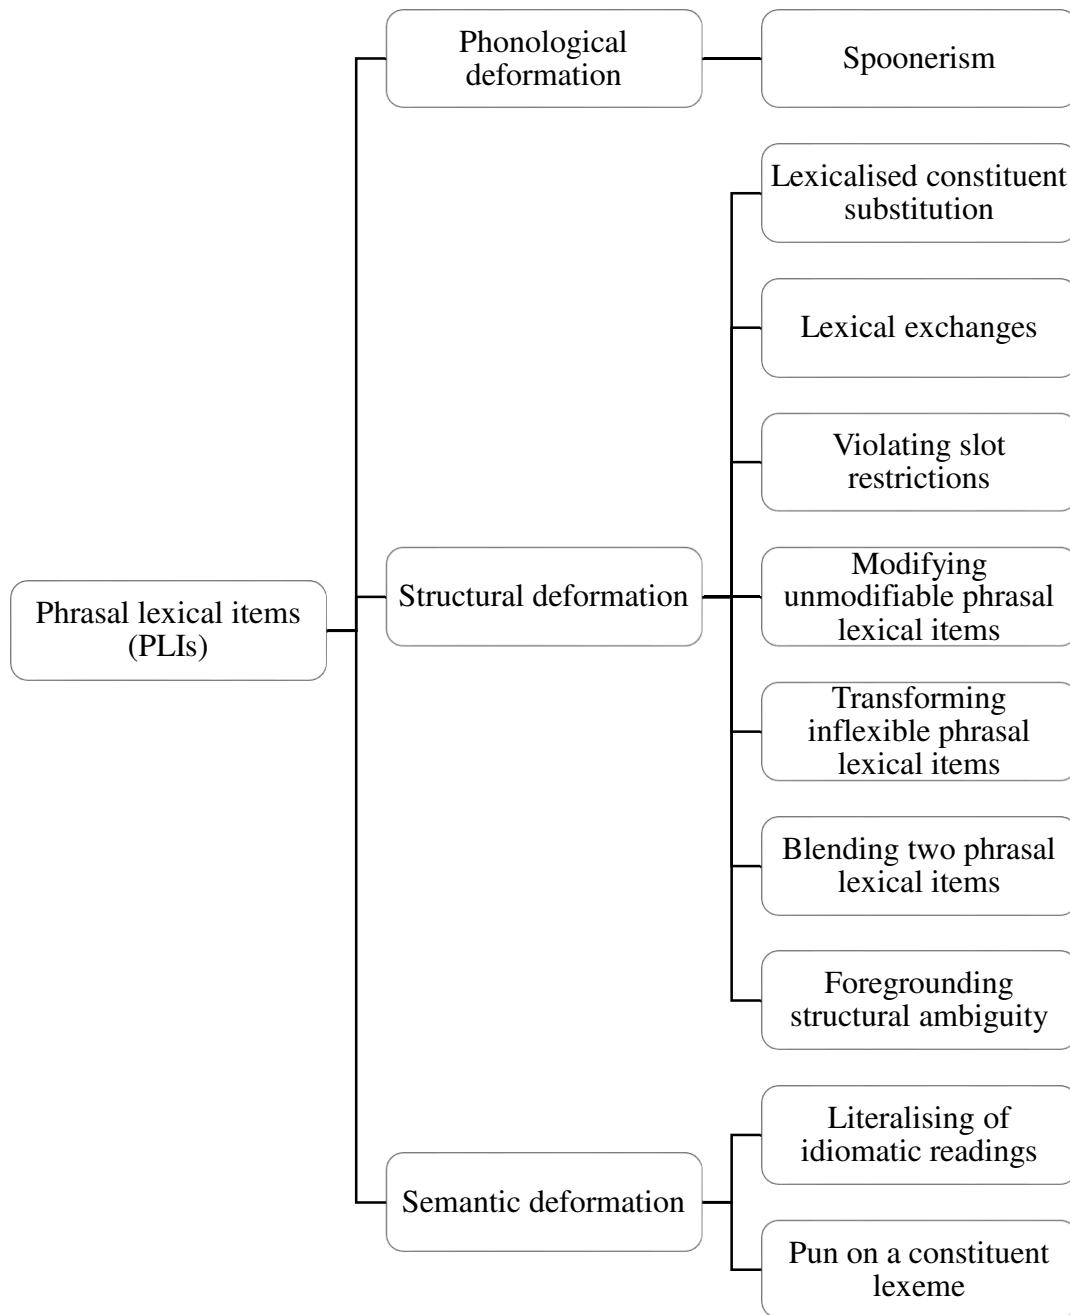 Phonological
deformation
Spoonerism
Lexicalised constituent
substitution
Lexical exchanges
Violating slot
restrictions
Phrasal lexical items
(PLIs)
Structural deformation
Modifying
unmodifiable phrasal
lexical items
Transforming
inflexible phrasal
lexical items
Blending two phrasal
lexical items
Foregrounding
structural ambiguity
Semantic deformation
Literalising of
idiomatic readings
Pun on a constituent
lexeme